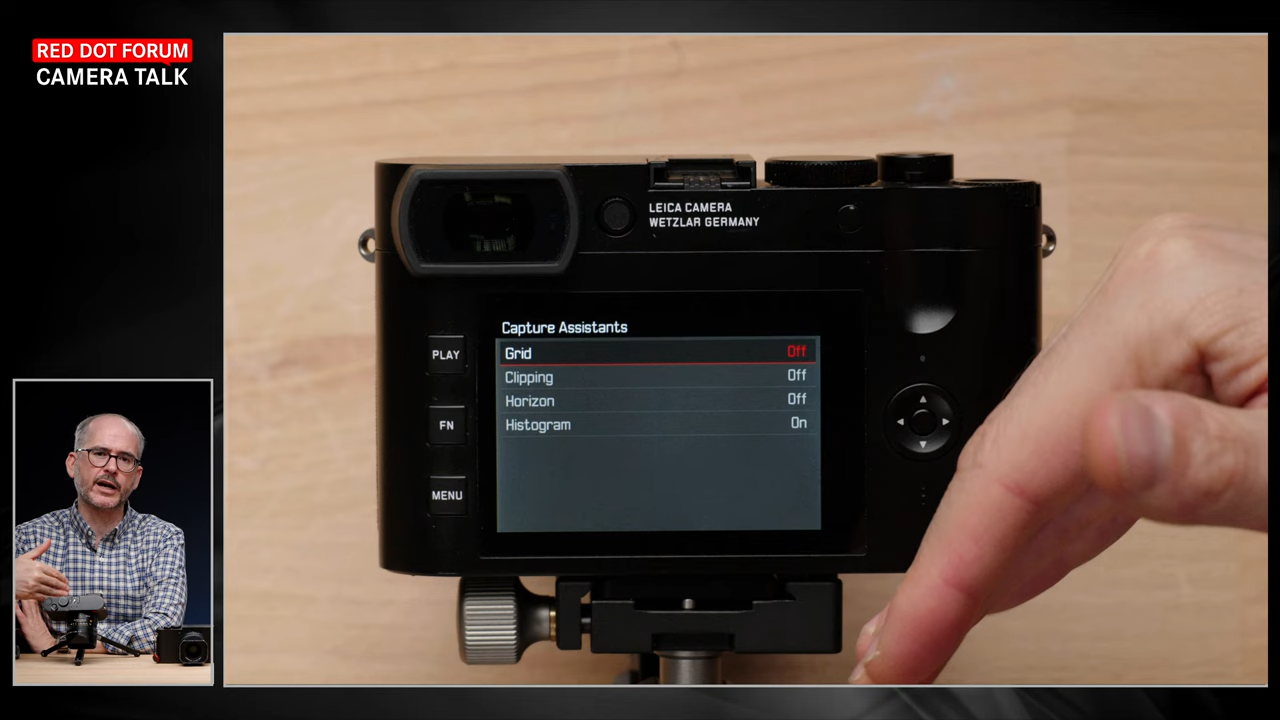 RED DOT FORUM
CAMERA TALK
LEICA CAMERA
WETZLAR GERMANY
PLAY
FN
MENU
Capture Assistants
Grid Off
Clipping Off
Horizon Off
Histogram On